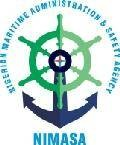 NIGERIAN MARITIME ADMINISTRATION & SAFETY AGENCY
NIMASA